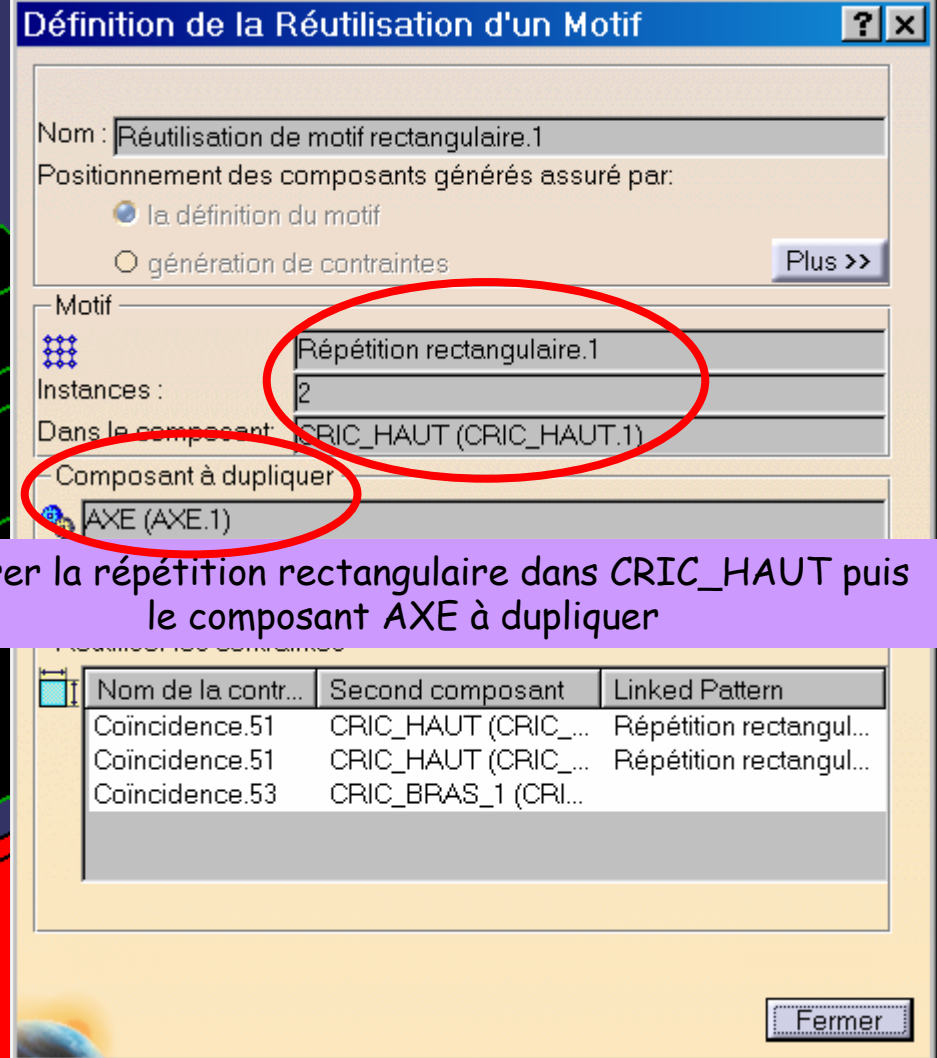 Définition de la Réutilisation d'un Motif
Nom : Réutilisation de motif rectangulaire.1
Positionnement des composants générés assuré par:
la définition du motif
génération de contraintes
Plus >>
Motif
Répétition rectangulaire.1
Instances : 2
Dans le composant: CRIC_HAUT (CRIC_HAUT.1)
Composant à dupliquer
AXE (AXE.1)
la répétition rectangulaire dans CRIC_HAUT puis
le composant AXE à dupliquer
Nom de la contr... Second composant Linked Pattern
Coïncidence.51 CRIC_HAUT (CRIC_... Répétition rectangul...
Coïncidence.51 CRIC_HAUT (CRIC_... Répétition rectangul...
Coïncidence.53 CRIC_BRAS_1 (CRI...
Fermer